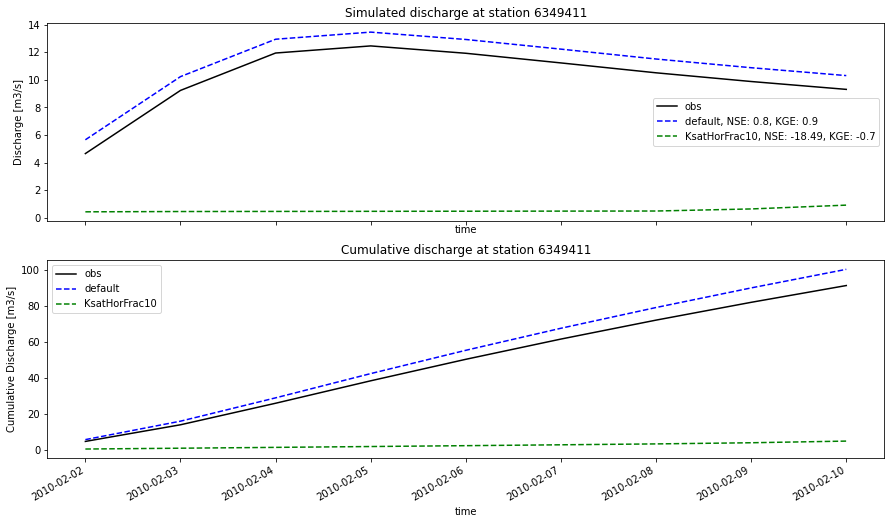 Simulated discharge at station 6349411
Discharge [m3/s]
14
12
10
8
6
4
2
0
obs
default, NSE: 0.8, KGE: 0.9
KsatHorFrac10, NSE: -18.49, KGE: -0.7
time
Cumulative discharge at station 6349411
Cumulative Discharge [m3/s]
100
80
60
40
20
0
obs
default
KsatHorFrac10
2010-02-02
2010-02-03
2010-02-04
2010-02-05
2010-02-06
2010-02-07
2010-02-08
2010-02-09
2010-02-10
time